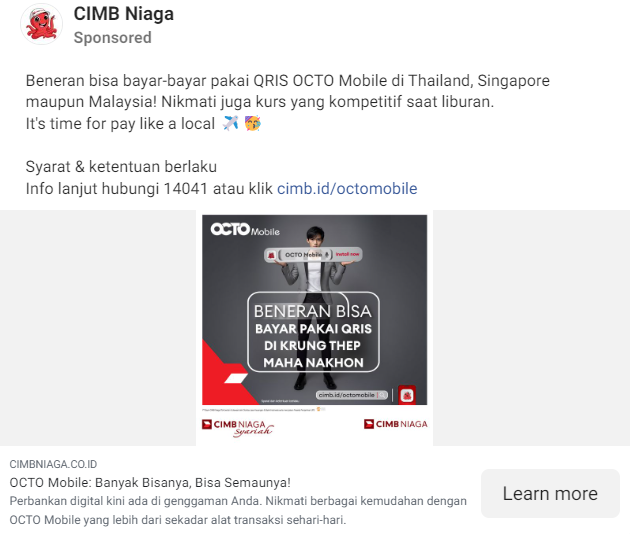 CIMB Niaga
Sponsored
Beneran bisa bayar-bayar pakai QRIS OCTO Mobile di Thailand, Singapore
maupun Malaysia! Nikmati juga kurs yang kompetitif saat liburan.
It's time for pay like a local ✈️ 🥳
Syarat & ketentuan berlaku
Info lanjut hubungi 14041 atau klik cimb.id/octomobile
OCTO Mobile
OCTO Mobile Install now
BENERAN BISA
BAYAR PAKAI QRIS
DI KRUNG THEP
MAHA NAKHON
cimb.id/octomobile
CIMB NIAGA Syariah
CIMB NIAGA
CIMBNIAGA.CO.ID
OCTO Mobile: Banyak Bisanya, Bisa Semaunya!
Perbankan digital kini ada di genggaman Anda. Nikmati berbagai kemudahan dengan
OCTO Mobile yang lebih dari sekadar alat transaksi sehari-hari.
Learn more